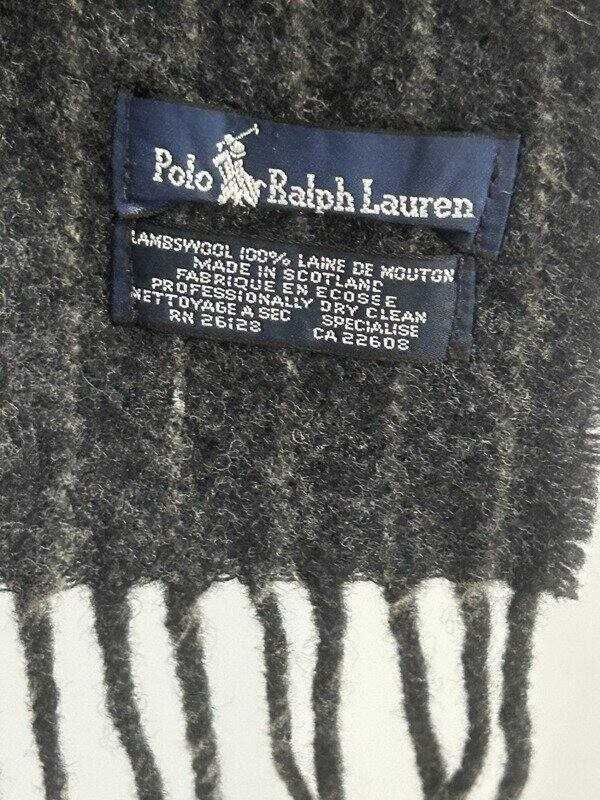 Polo Ralph Lauren
LAMBSWOOL 100% LAINE DE MOUTON
MADE IN SCOTLAND
FABRIQUE EN ECOSSE
PROFESSIONALLY DRY CLEAN
NETTOYAGE A SEC SPECIALISE
RN 26128 CA 22608